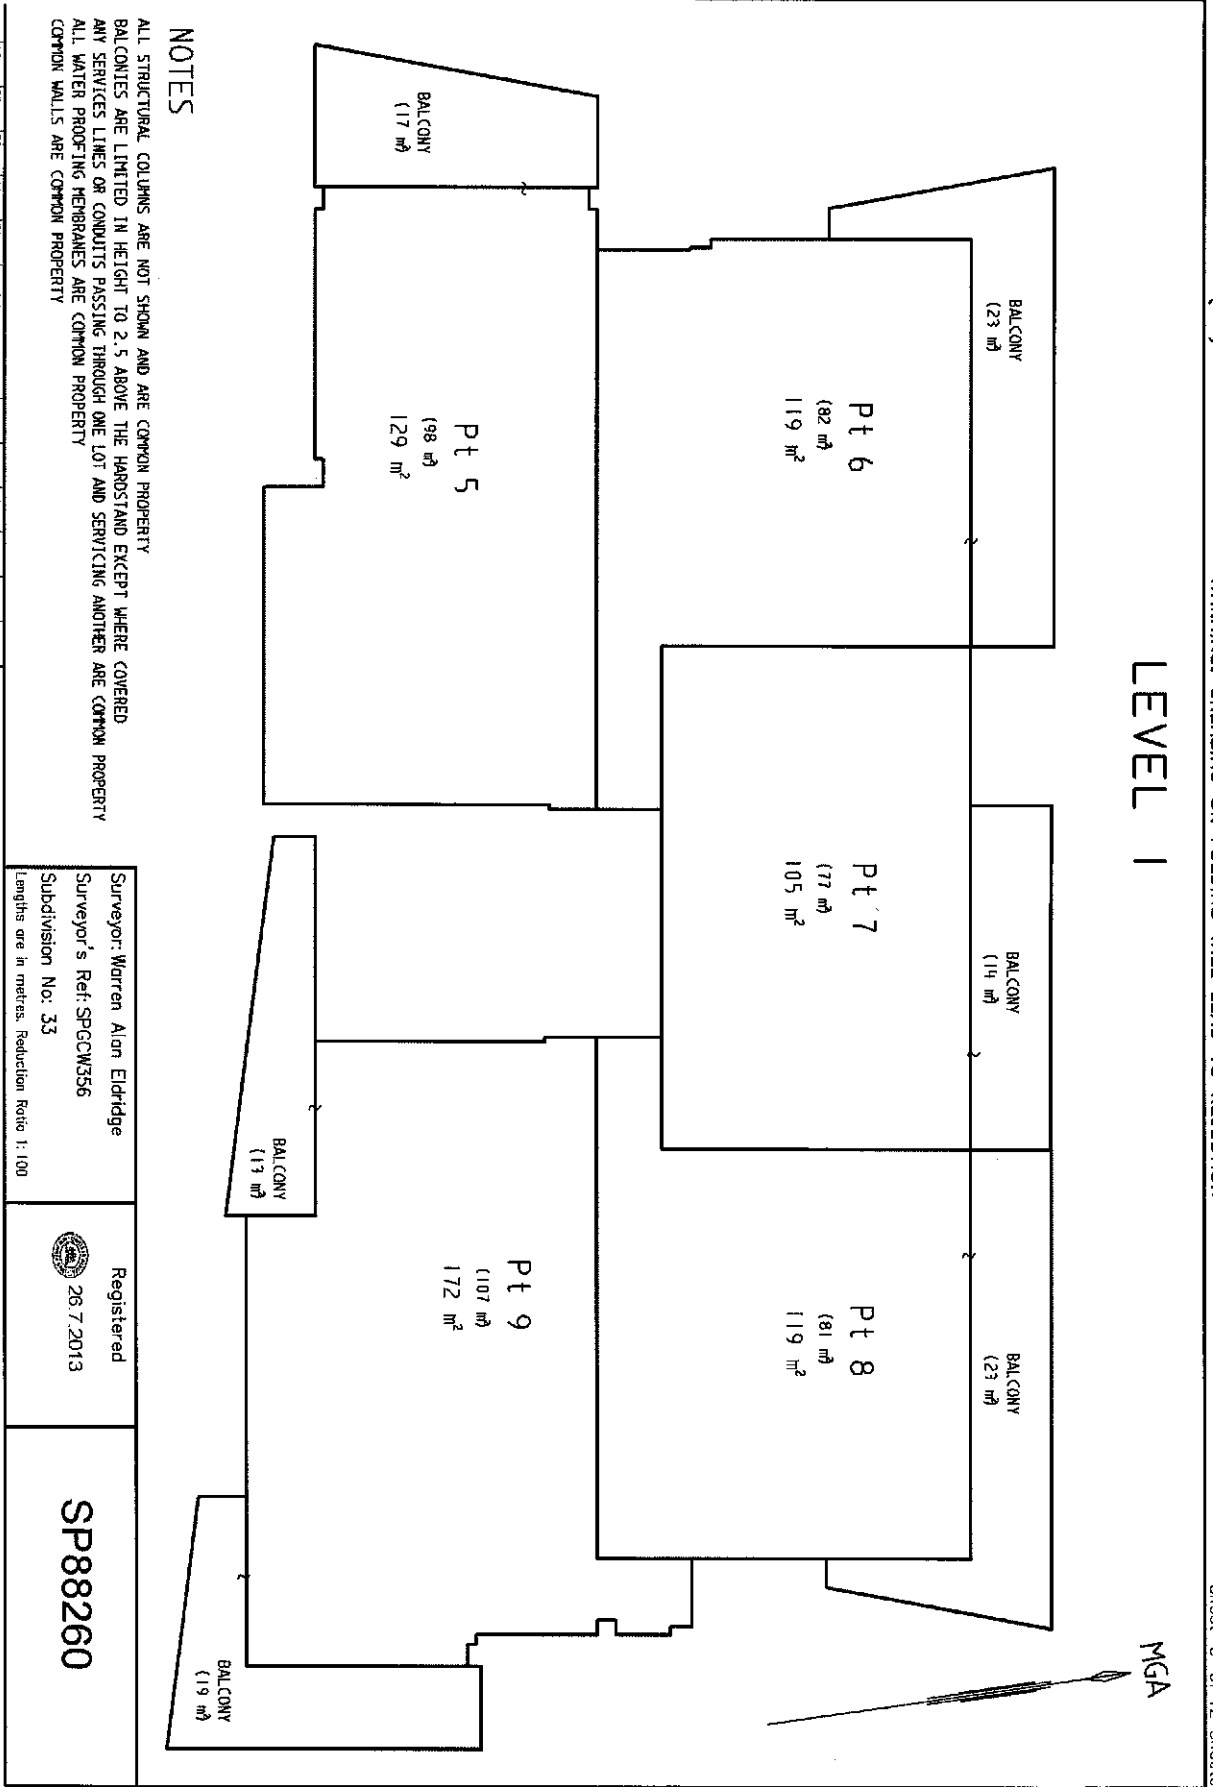 LEVEL 1
MGA
BALCONY
(23 m²)
BALCONY
(14 m²)
BALCONY
(23 m²)
Pt 6
(82 m²)
119 m²
Pt 7
(77 m²)
105 m²
Pt 8
(81 m²)
119 m²
BALCONY
(17 m²)
Pt 5
(98 m²)
129 m²
Pt 9
(107 m²)
172 m²
BALCONY
(13 m²)
BALCONY
(19 m²)
NOTES
ALL STRUCTURAL COLUMNS ARE NOT SHOWN AND ARE COMMON PROPERTY
BALCONIES ARE LIMITED IN HEIGHT TO 2.5 ABOVE THE HARDSTAND EXCEPT WHERE COVERED
ANY SERVICES LINES OR CONDUITS PASSING THROUGH ONE LOT AND SERVICING ANOTHER ARE COMMON PROPERTY
ALL WATER PROOFING MEMBRANES ARE COMMON PROPERTY
COMMON WALLS ARE COMMON PROPERTY
Surveyor: Warren Alan Eldridge
Surveyor's Ref: SPGCW356
Subdivision No: 33
Lengths are in metres. Reduction Ratio 1: 100
Registered
26.7.2013
SP88260